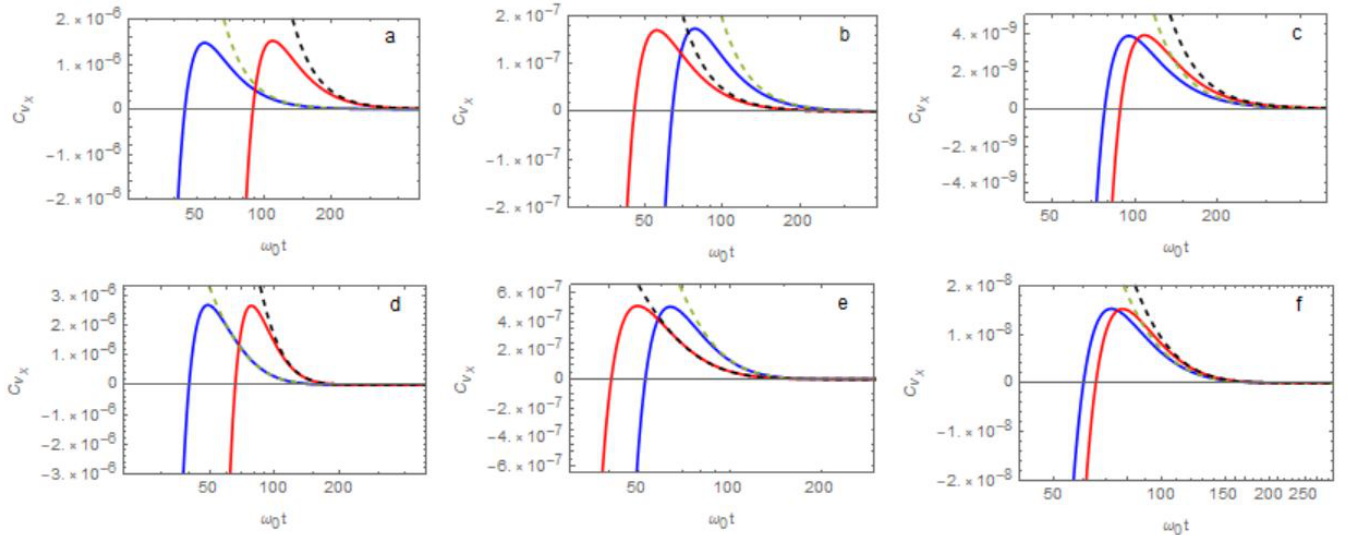 a
2. × 10⁻⁶
1. × 10⁻⁶
0
-1. × 10⁻⁶
-2. × 10⁻⁶
C_{v_X}
50 100 200
ω₀t
b
2. × 10⁻⁷
1. × 10⁻⁷
0
-1. × 10⁻⁷
-2. × 10⁻⁷
C_{v_X}
50 100 200
ω₀t
c
4. × 10⁻⁹
2. × 10⁻⁹
0
-2. × 10⁻⁹
-4. × 10⁻⁹
C_{v_X}
50 100 200
ω₀t
d
3. × 10⁻⁶
2. × 10⁻⁶
1. × 10⁻⁶
0
-1. × 10⁻⁶
-2. × 10⁻⁶
-3. × 10⁻⁶
C_{v_X}
50 100 200
ω₀t
e
6. × 10⁻⁷
4. × 10⁻⁷
2. × 10⁻⁷
0
-2. × 10⁻⁷
-4. × 10⁻⁷
-6. × 10⁻⁷
C_{v_X}
50 100 200
ω₀t
f
2. × 10⁻⁸
1. × 10⁻⁸
0
-1. × 10⁻⁸
-2. × 10⁻⁸
C_{v_X}
50 100 150 200 250
ω₀t